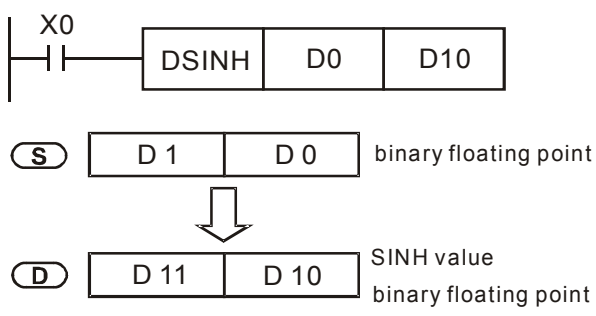 X0
DSINH D0 D10
S D 1 D 0 binary floating point
D D 11 D 10 SINH value
binary floating point